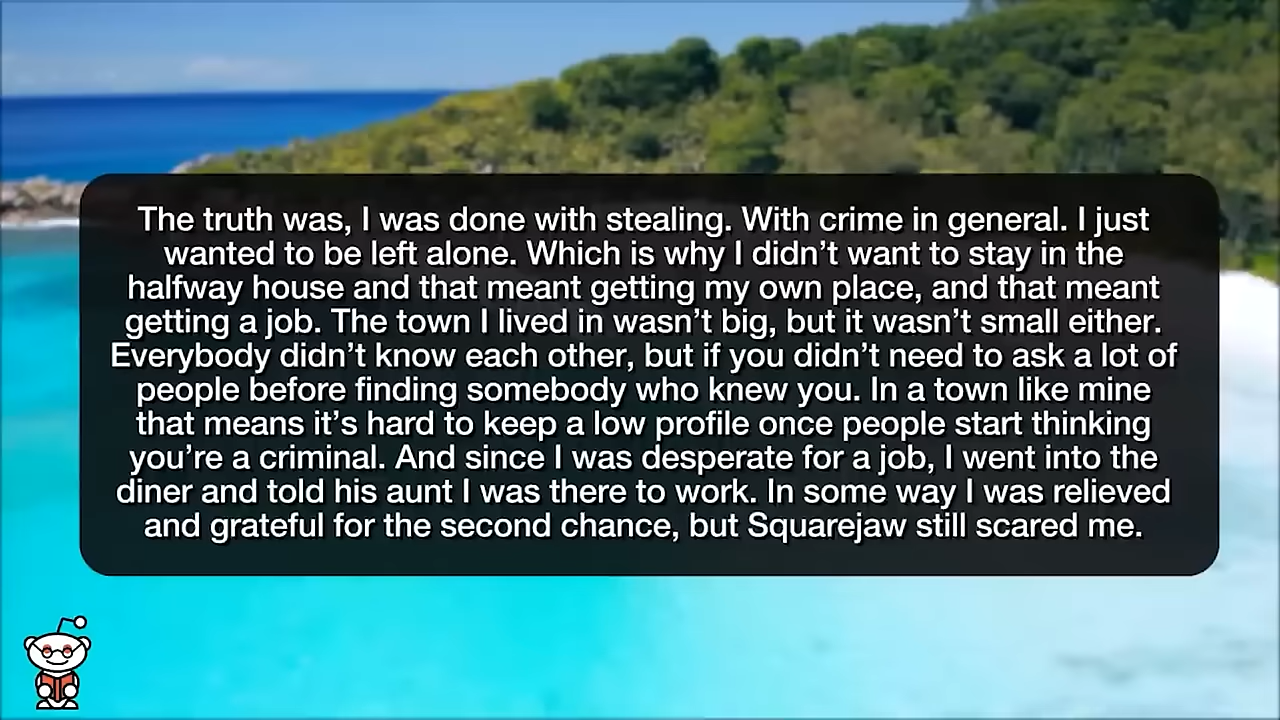 The truth was, I was done with stealing. With crime in general. I just
wanted to be left alone. Which is why I didn’t want to stay in the
halfway house and that meant getting my own place, and that meant
getting a job. The town I lived in wasn’t big, but it wasn’t small either.
Everybody didn’t know each other, but if you didn’t need to ask a lot of
people before finding somebody who knew you. In a town like mine
that means it’s hard to keep a low profile once people start thinking
you’re a criminal. And since I was desperate for a job, I went into the
diner and told his aunt I was there to work. In some way I was relieved
and grateful for the second chance, but Squarejaw still scared me.